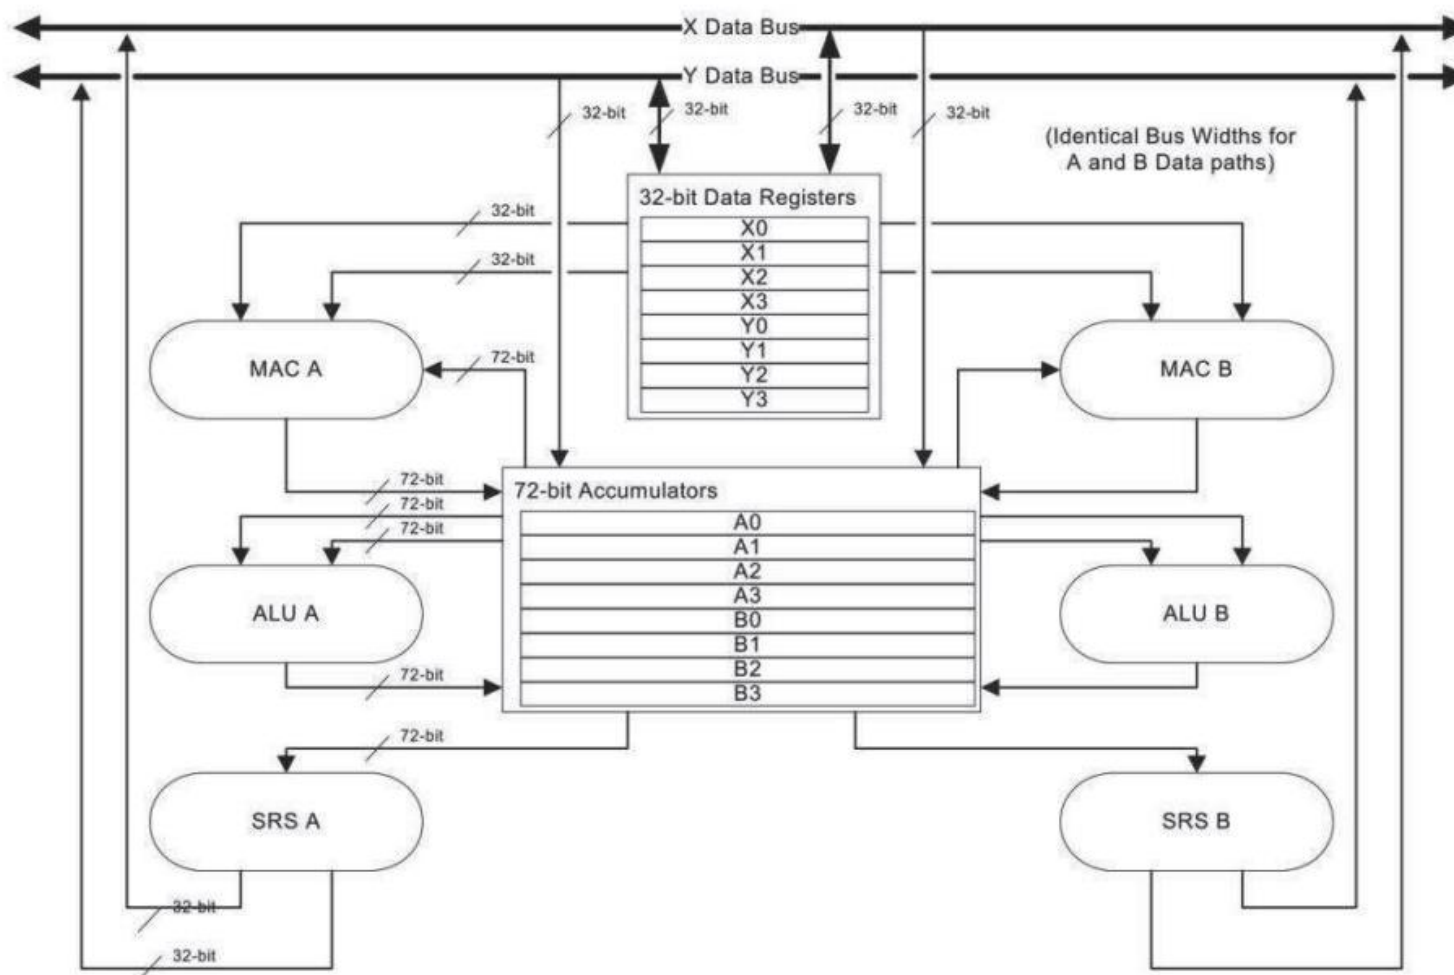 X Data Bus
Y Data Bus
32-bit
32-bit
32-bit
32-bit
(Identical Bus Widths for
A and B Data paths)
32-bit Data Registers
X0
X1
X2
X3
Y0
Y1
Y2
Y3
32-bit
32-bit
MAC A
72-bit
MAC B
72-bit
72-bit
72-bit
72-bit Accumulators
A0
A1
A2
A3
B0
B1
B2
B3
ALU A
ALU B
72-bit
72-bit
SRS A
SRS B
32-bit
32-bit